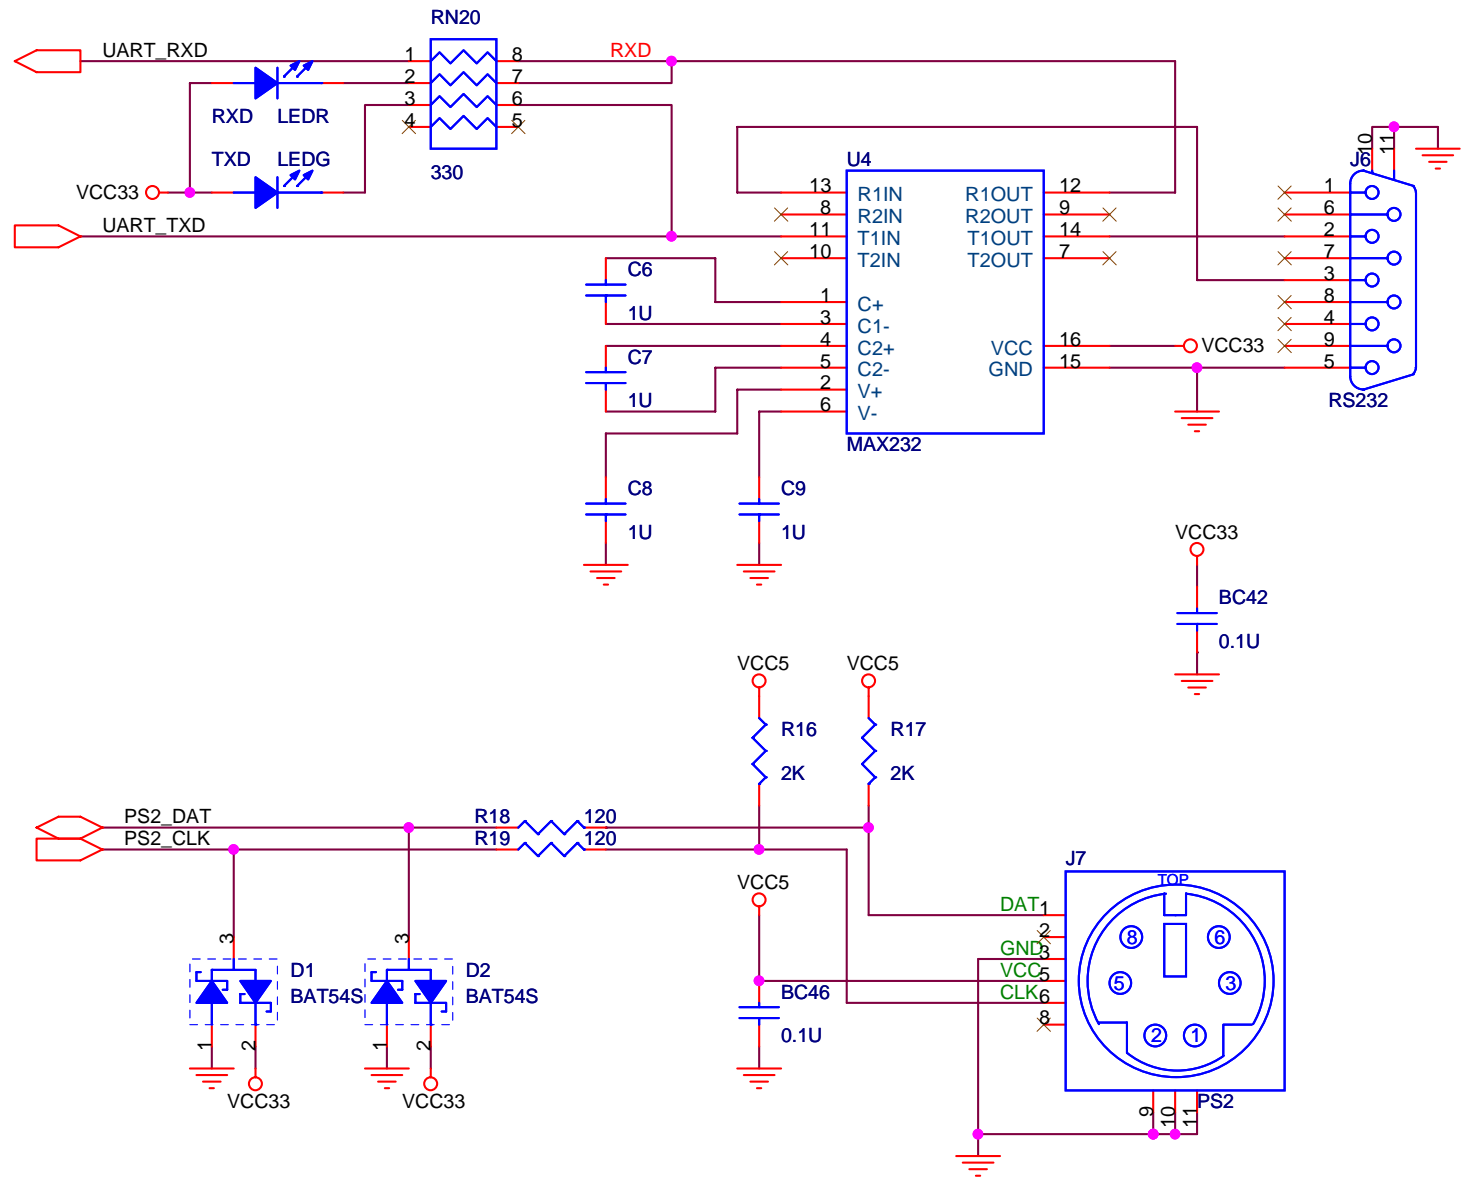 RN20
UART_RXD
1
8
RXD
2
7
3
6
4
5
RXD
LEDR
TXD
LEDG
330
VCC33
UART_TXD
U4
13
R1IN
R1OUT
12
8
R2IN
R2OUT
9
11
T1IN
T1OUT
14
10
T2IN
T2OUT
7
1
C+
3
C1-
4
C2+
VCC
16
VCC33
5
C2-
GND
15
2
V+
6
V-
MAX232
J6
10
11
1
6
2
7
3
8
4
9
5
RS232
C6
1U
C7
1U
C8
1U
C9
1U
VCC33
BC42
0.1U
VCC5
VCC5
R16
2K
R17
2K
PS2_DAT
R18
120
PS2_CLK
R19
120
VCC5
BC46
0.1U
3
D1
BAT54S
1
2
VCC33
3
D2
BAT54S
1
2
VCC33
J7
TOP
DAT
1
2
GND
3
VCC
5
CLK
6
8
8
6
5
3
2
1
PS2
9
10
11